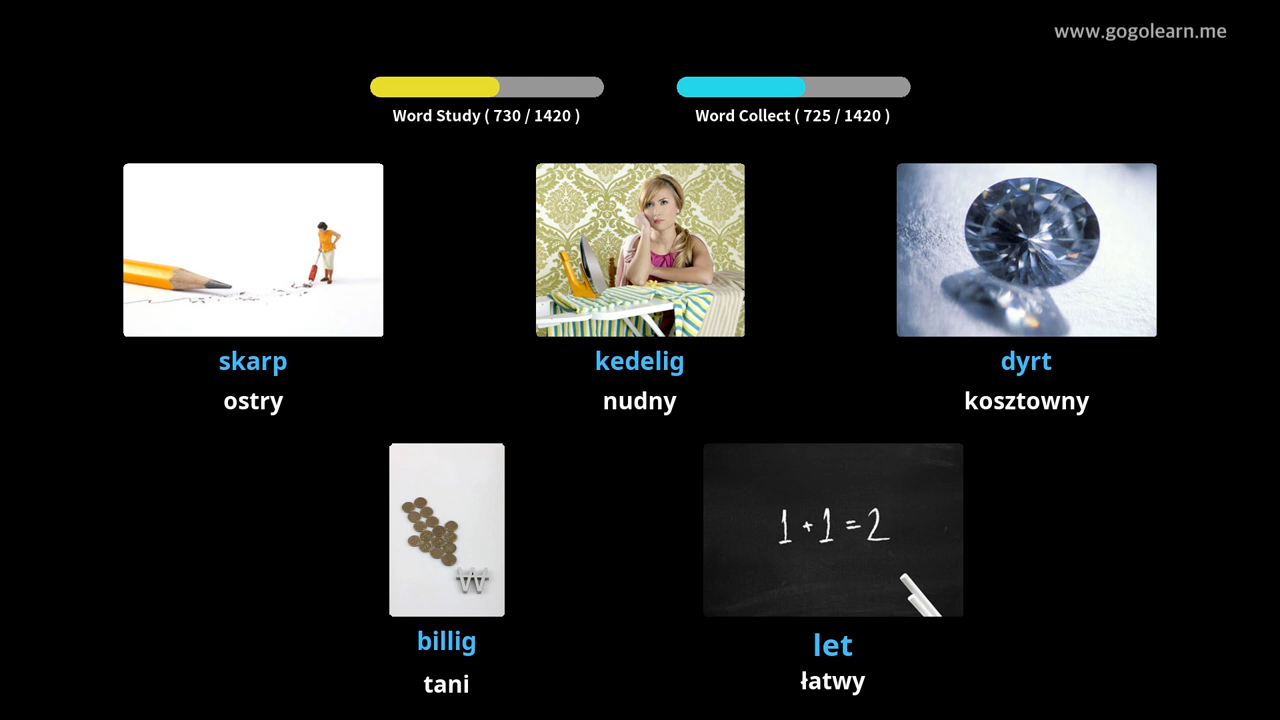 www.gogolearn.me
Word Study ( 730 / 1420 )
Word Collect ( 725 / 1420 )
skarp
kedelig
dyrt
ostry
nudny
kosztowny
1 + 1 = 2
₩
billig
let
tani
łatwy